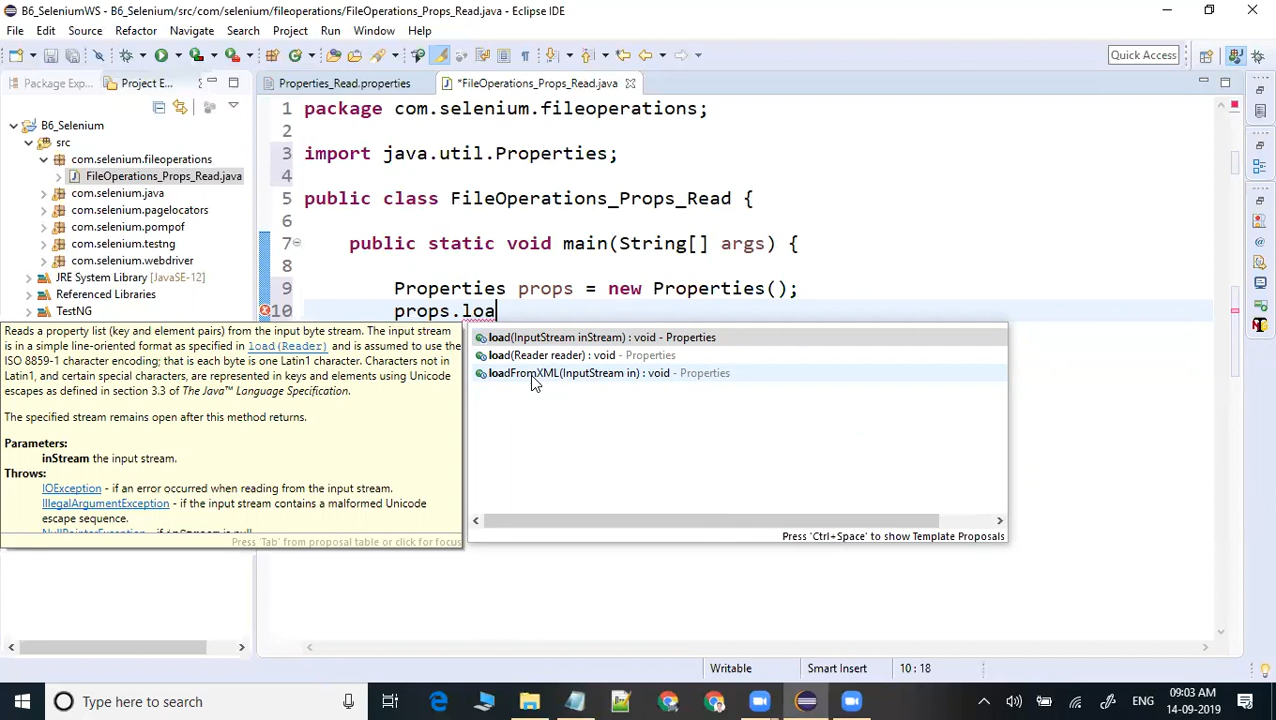 B6_SeleniumWS - B6_Selenium/src/com/selenium/fileoperations/FileOperations_Props_Read.java - Eclipse IDE
File Edit Source Refactor Navigate Search Project Run Window Help
Quick Access
Package Exp... Project E...
Properties_Read.properties *FileOperations_Props_Read.java
B6_Selenium
src
com.selenium.fileoperations
FileOperations_Props_Read.java
com.selenium.java
com.selenium.pagelocators
com.selenium.pompof
com.selenium.testng
com.selenium.webdriver
JRE System Library [JavaSE-12]
Referenced Libraries
TestNG
1 package com.selenium.fileoperations;
2
3 import java.util.Properties;
4
5 public class FileOperations_Props_Read {
6
7 public static void main(String[] args) {
8
9 Properties props = new Properties();
10 props.loa
Reads a property list (key and element pairs) from the input byte stream. The input stream
is in a simple line-oriented format as specified in load(Reader) and is assumed to use the
ISO 8859-1 character encoding; that is each byte is one Latin1 character. Characters not in
Latin1, and certain special characters, are represented in keys and elements using Unicode
escapes as defined in section 3.3 of The Java™ Language Specification.
The specified stream remains open after this method returns.
Parameters:
inStream the input stream.
Throws:
IOException - if an error occurred when reading from the input stream.
IllegalArgumentException - if the input stream contains a malformed Unicode
escape sequence.
Press 'Tab' from proposal table or click for focus
load(InputStream inStream) : void - Properties
load(Reader reader) : void - Properties
loadFromXML(InputStream in) : void - Properties
Press 'Ctrl+Space' to show Template Proposals
Writable Smart Insert 10 : 18
Type here to search
ENG
09:03 AM
14-09-2019